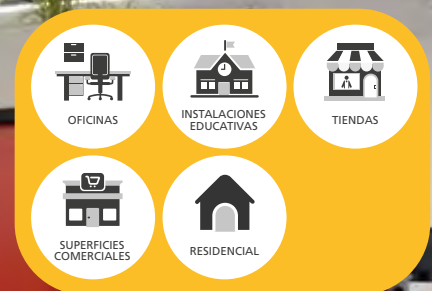 OFICINAS
INSTALACIONES
EDUCATIVAS
TIENDAS
SUPERFICIES
COMERCIALES
RESIDENCIAL